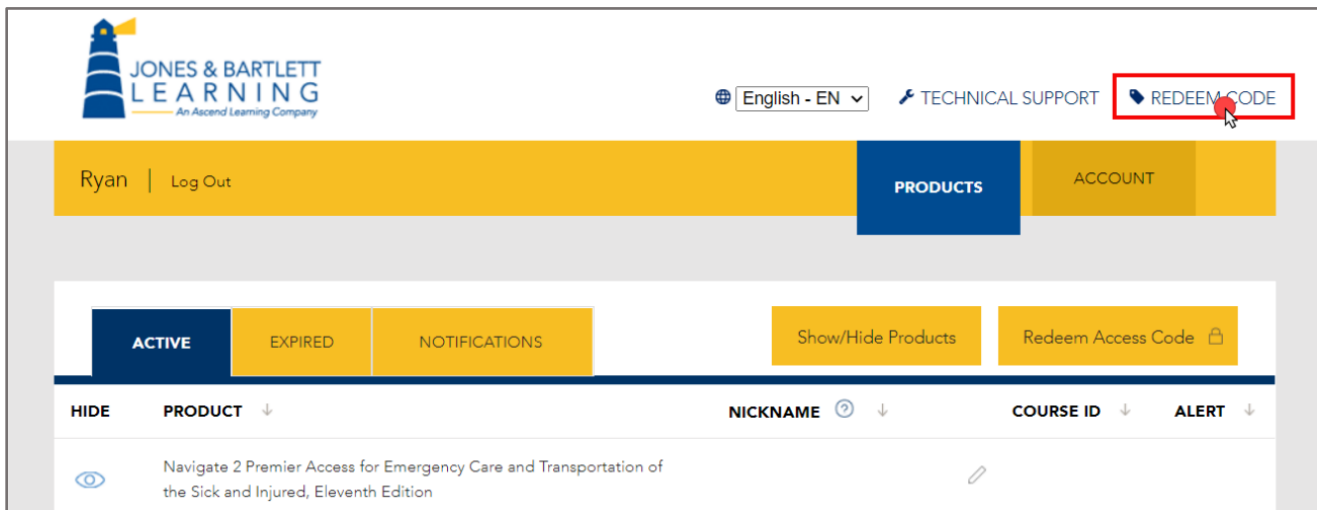 JONES & BARTLETT
LEARNING
An Ascend Learning Company
English - EN
TECHNICAL SUPPORT
REDEEM CODE
Ryan | Log Out
PRODUCTS
ACCOUNT
ACTIVE
EXPIRED
NOTIFICATIONS
Show/Hide Products
Redeem Access Code
HIDE
PRODUCT
NICKNAME ?
COURSE ID
ALERT
Navigate 2 Premier Access for Emergency Care and Transportation of
the Sick and Injured, Eleventh Edition